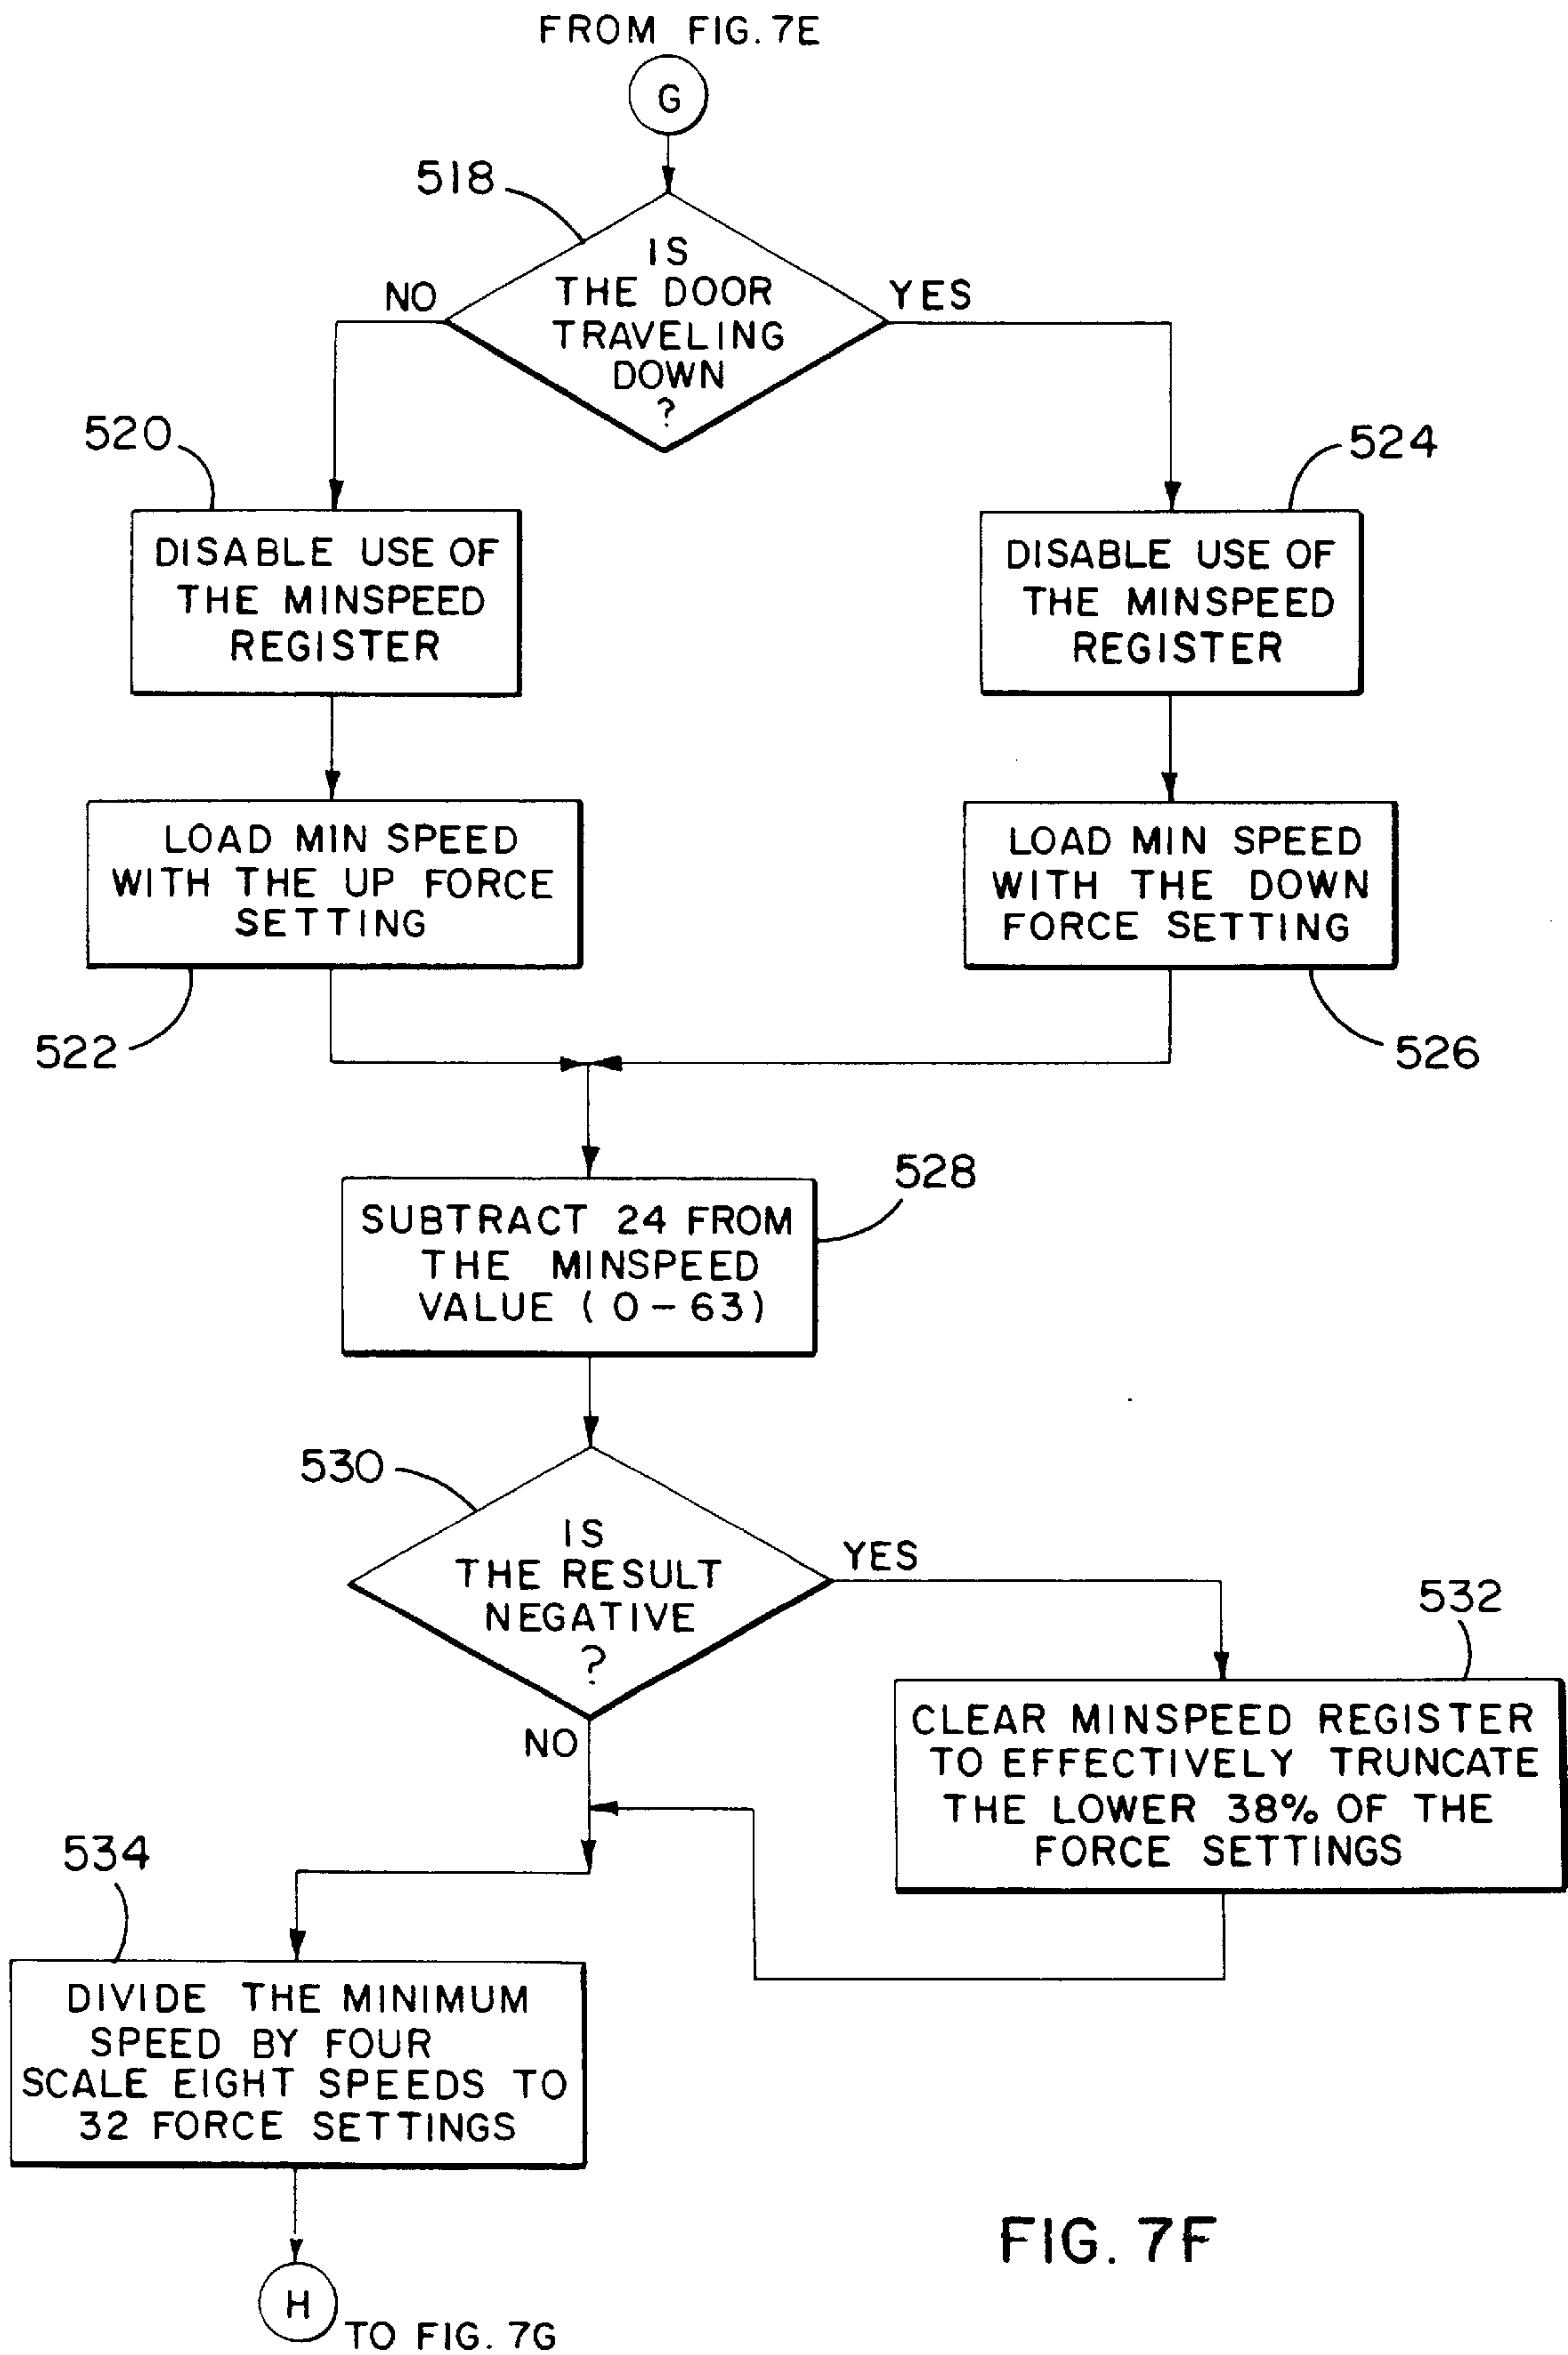 FROM FIG. 7E
G
518
IS
THE DOOR
TRAVELING
DOWN
?
NO
YES
520
DISABLE USE OF
THE MINSPEED
REGISTER
524
DISABLE USE OF
THE MINSPEED
REGISTER
LOAD MIN SPEED
WITH THE UP FORCE
SETTING
522
LOAD MIN SPEED
WITH THE DOWN
FORCE SETTING
526
528
SUBTRACT 24 FROM
THE MINSPEED
VALUE (0-63)
530
IS
THE RESULT
NEGATIVE
?
YES
NO
532
CLEAR MINSPEED REGISTER
TO EFFECTIVELY TRUNCATE
THE LOWER 38% OF THE
FORCE SETTINGS
534
DIVIDE THE MINIMUM
SPEED BY FOUR
SCALE EIGHT SPEEDS TO
32 FORCE SETTINGS
H
TO FIG. 7G
FIG. 7F